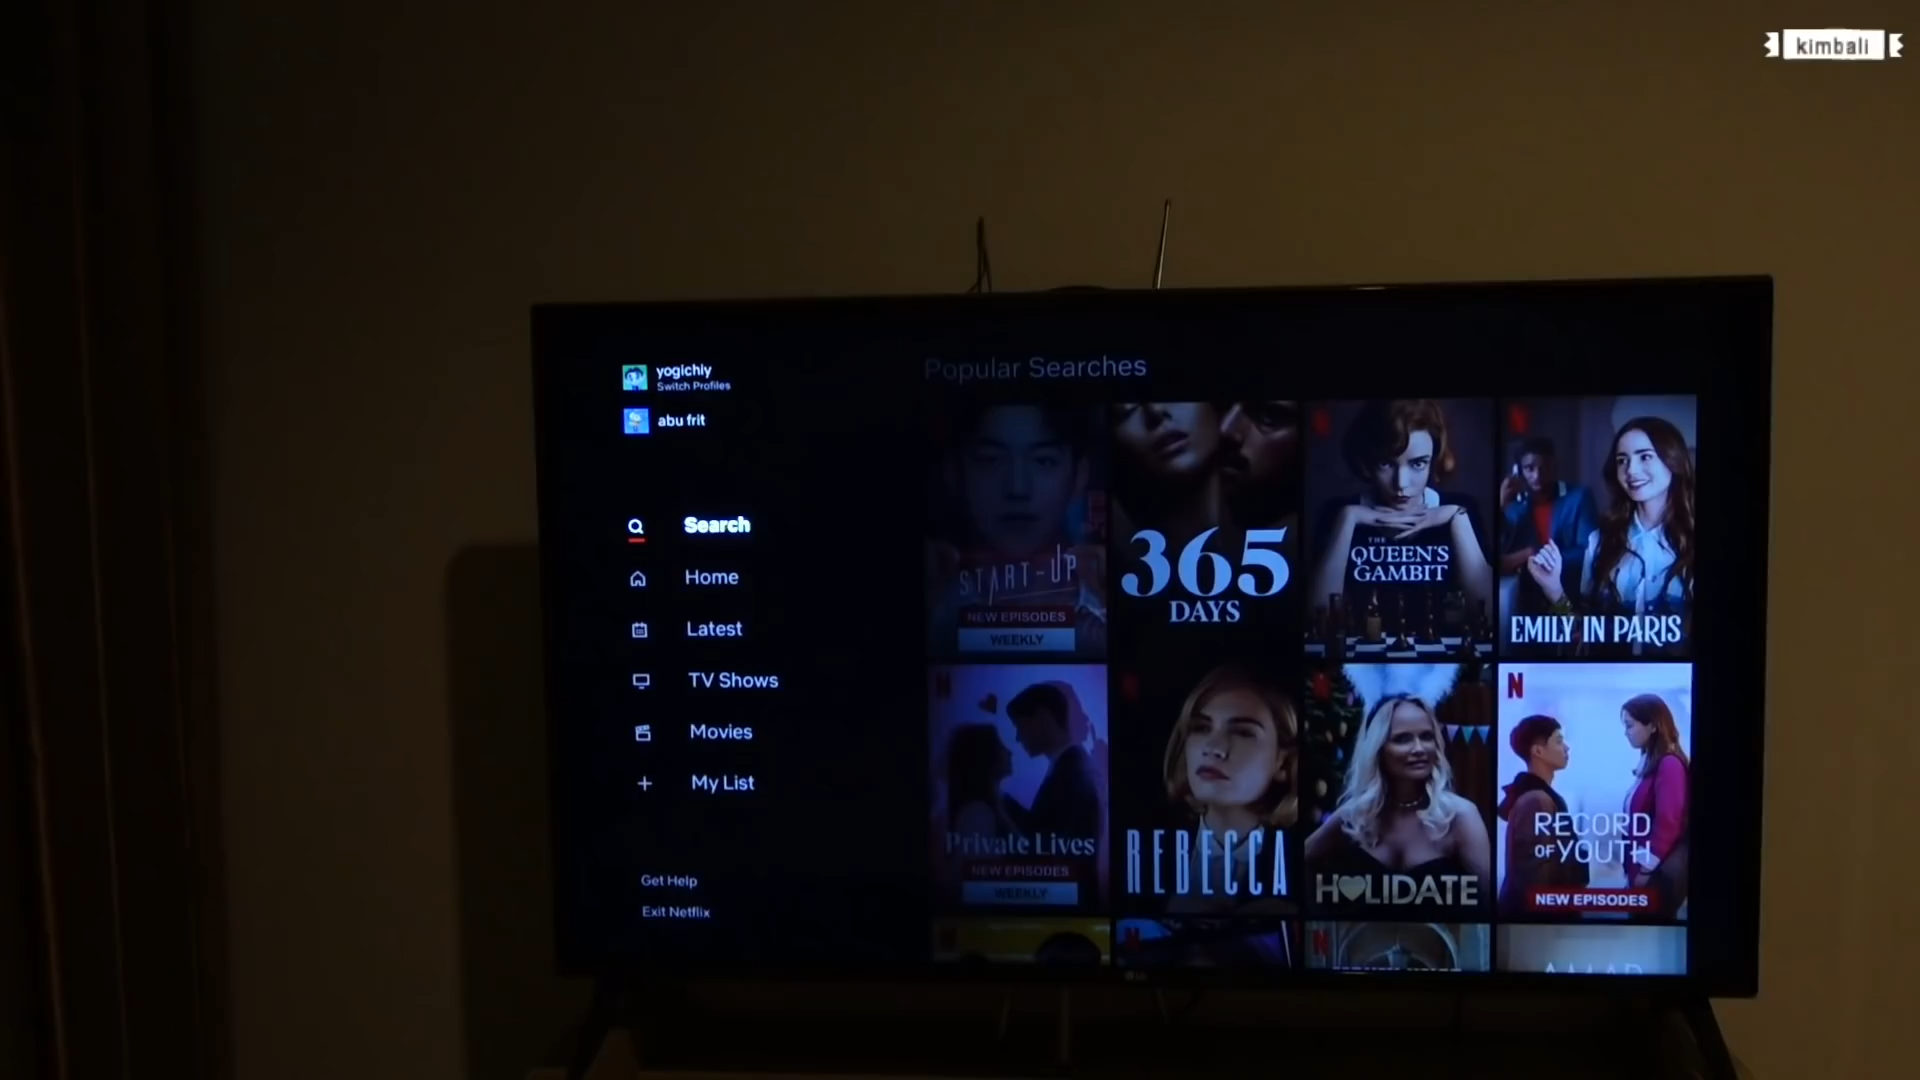 kimbali
yogichiy
Switch Profiles
abu frit
Search
Home
Latest
TV Shows
Movies
My List
Get Help
Exit Netflix
Popular Searches
START-UP
NEW EPISODES
WEEKLY
365
DAYS
THE
QUEEN'S
GAMBIT
EMILY IN PARIS
Private Lives
NEW EPISODES
WEEKLY
REBECCA
HOLIDATE
RECORD
OF YOUTH
NEW EPISODES
LG